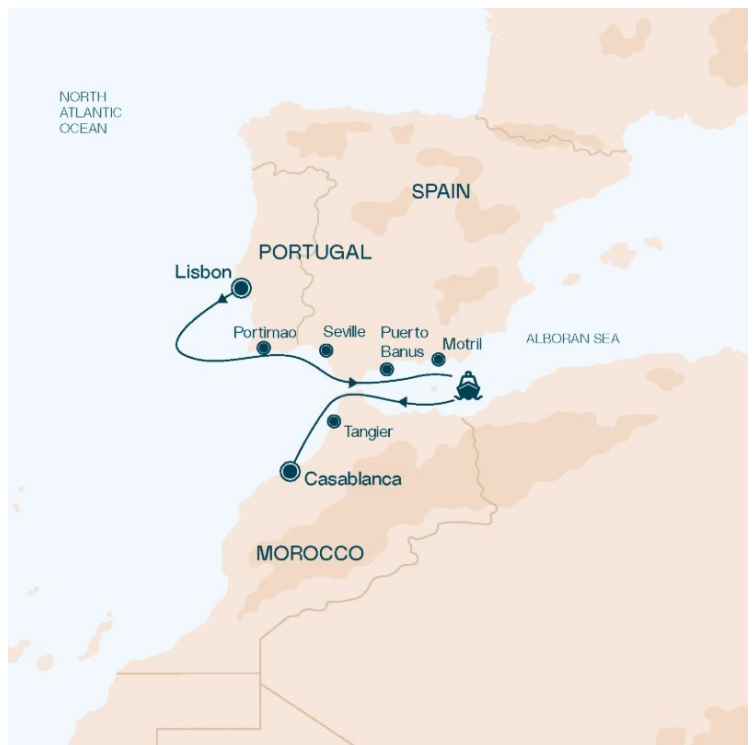 NORTH
ATLANTIC
OCEAN
SPAIN
PORTUGAL
Lisbon
Portimao
Seville
Puerto
Banus
Motril
ALBORAN SEA
Tangier
Casablanca
MOROCCO